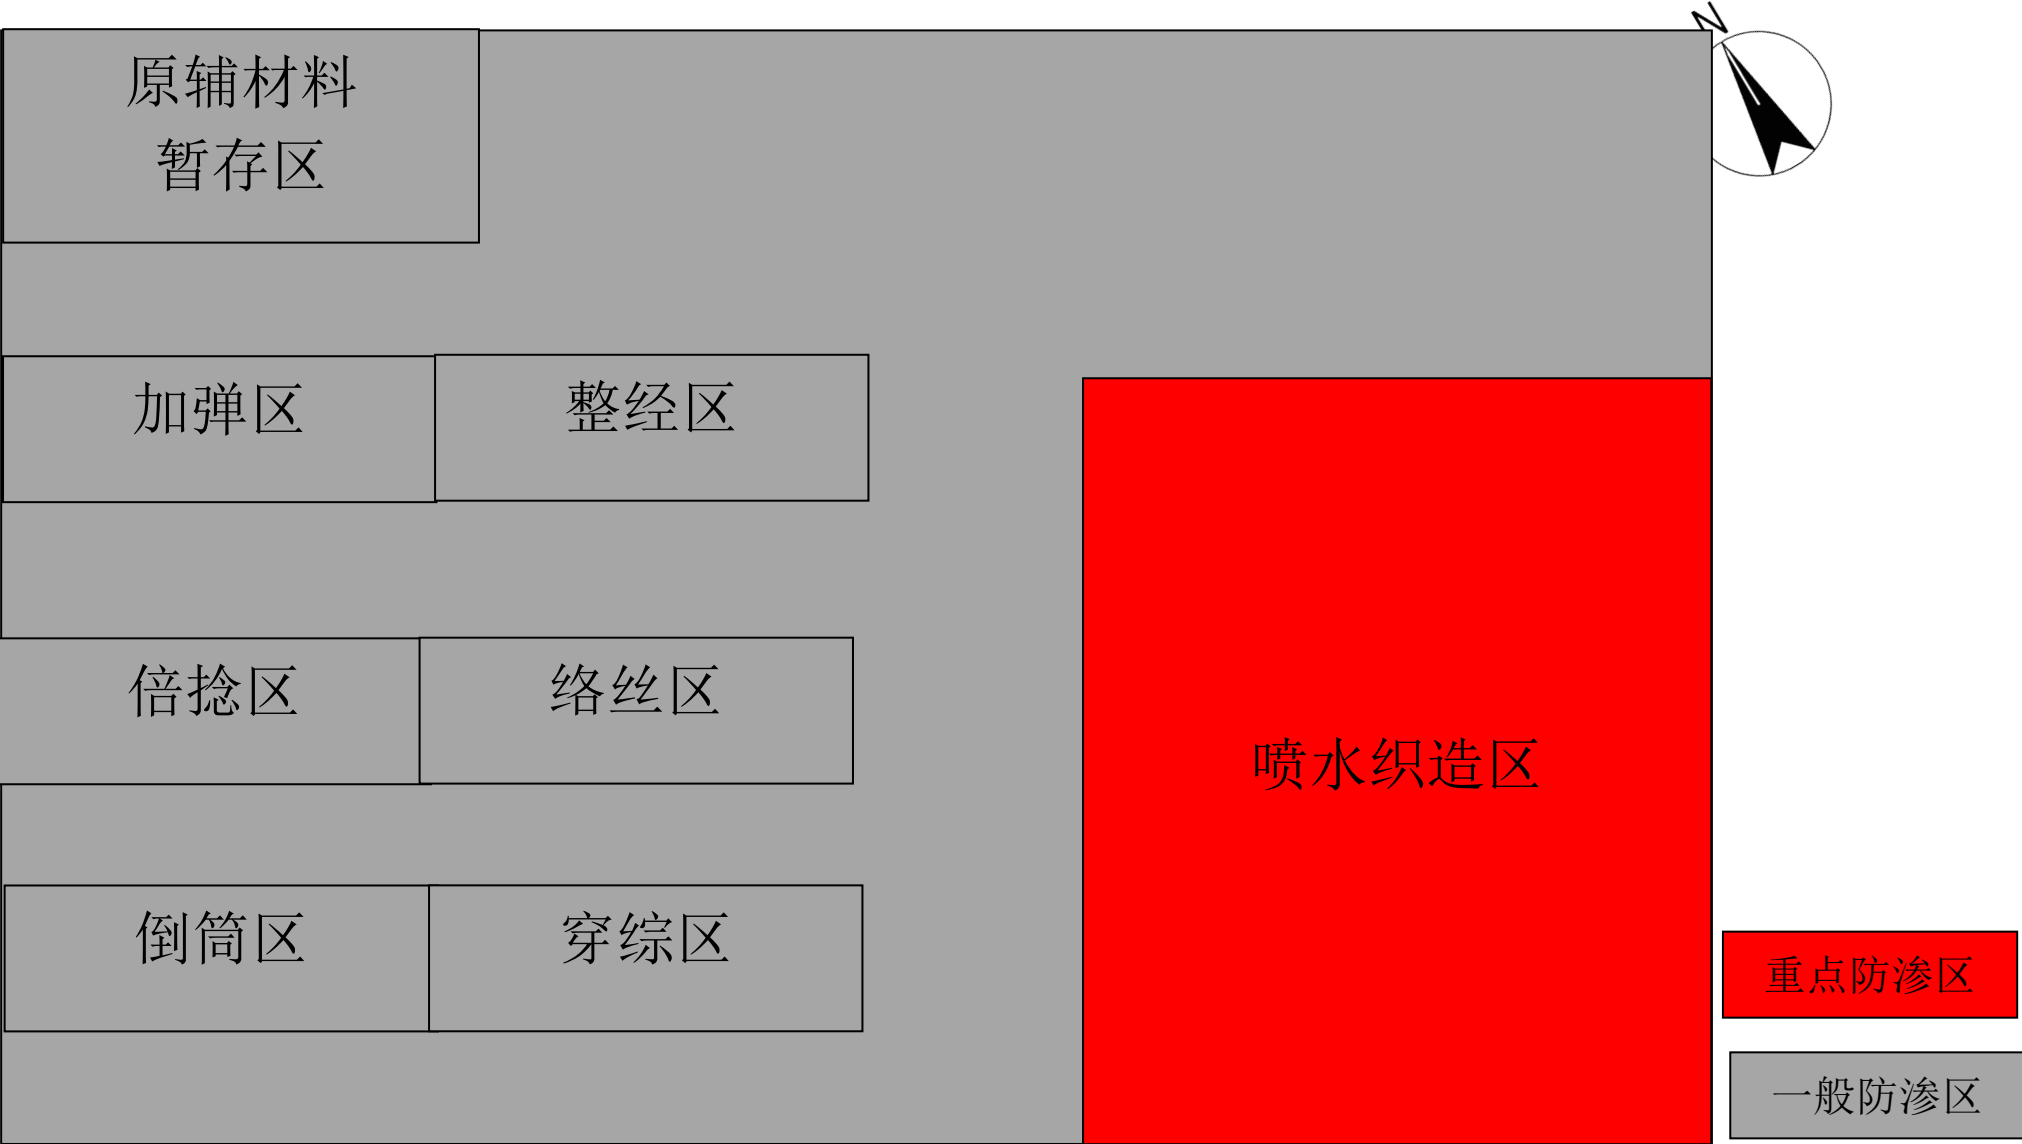 N
原辅材料
暂存区
加弹区
整经区
倍捻区
络丝区
喷水织造区
倒筒区
穿综区
重点防渗区
一般防渗区